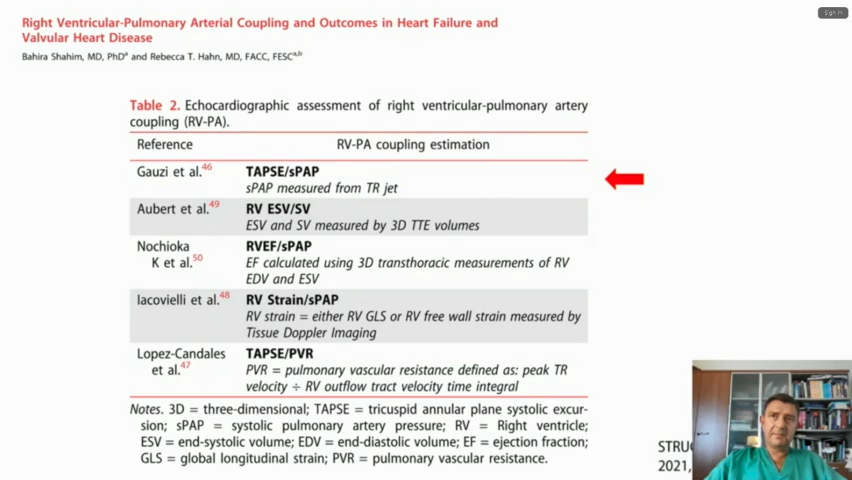 Sign in
Right Ventricular-Pulmonary Arterial Coupling and Outcomes in Heart Failure and
Valvular Heart Disease
Bahira Shahim, MD, PhDa and Rebecca T. Hahn, MD, FACC, FESCa,b
Table 2. Echocardiographic assessment of right ventricular-pulmonary artery
coupling (RV-PA).
Reference RV-PA coupling estimation
Gauzi et al.46 TAPSE/sPAP
sPAP measured from TR jet
Aubert et al.49 RV ESV/SV
ESV and SV measured by 3D TTE volumes
Nochioka RVEF/sPAP
K et al.50 EF calculated using 3D transthoracic measurements of RV
EDV and ESV
Iacovielli et al.48 RV Strain/sPAP
RV strain = either RV GLS or RV free wall strain measured by
Tissue Doppler Imaging
Lopez-Candales TAPSE/PVR
et al.47 PVR = pulmonary vascular resistance defined as: peak TR
velocity ÷ RV outflow tract velocity time integral
Notes. 3D = three-dimensional; TAPSE = tricuspid annular plane systolic excur-
sion; sPAP = systolic pulmonary artery pressure; RV = Right ventricle;
ESV = end-systolic volume; EDV = end-diastolic volume; EF = ejection fraction;
GLS = global longitudinal strain; PVR = pulmonary vascular resistance.
STRU
2021,